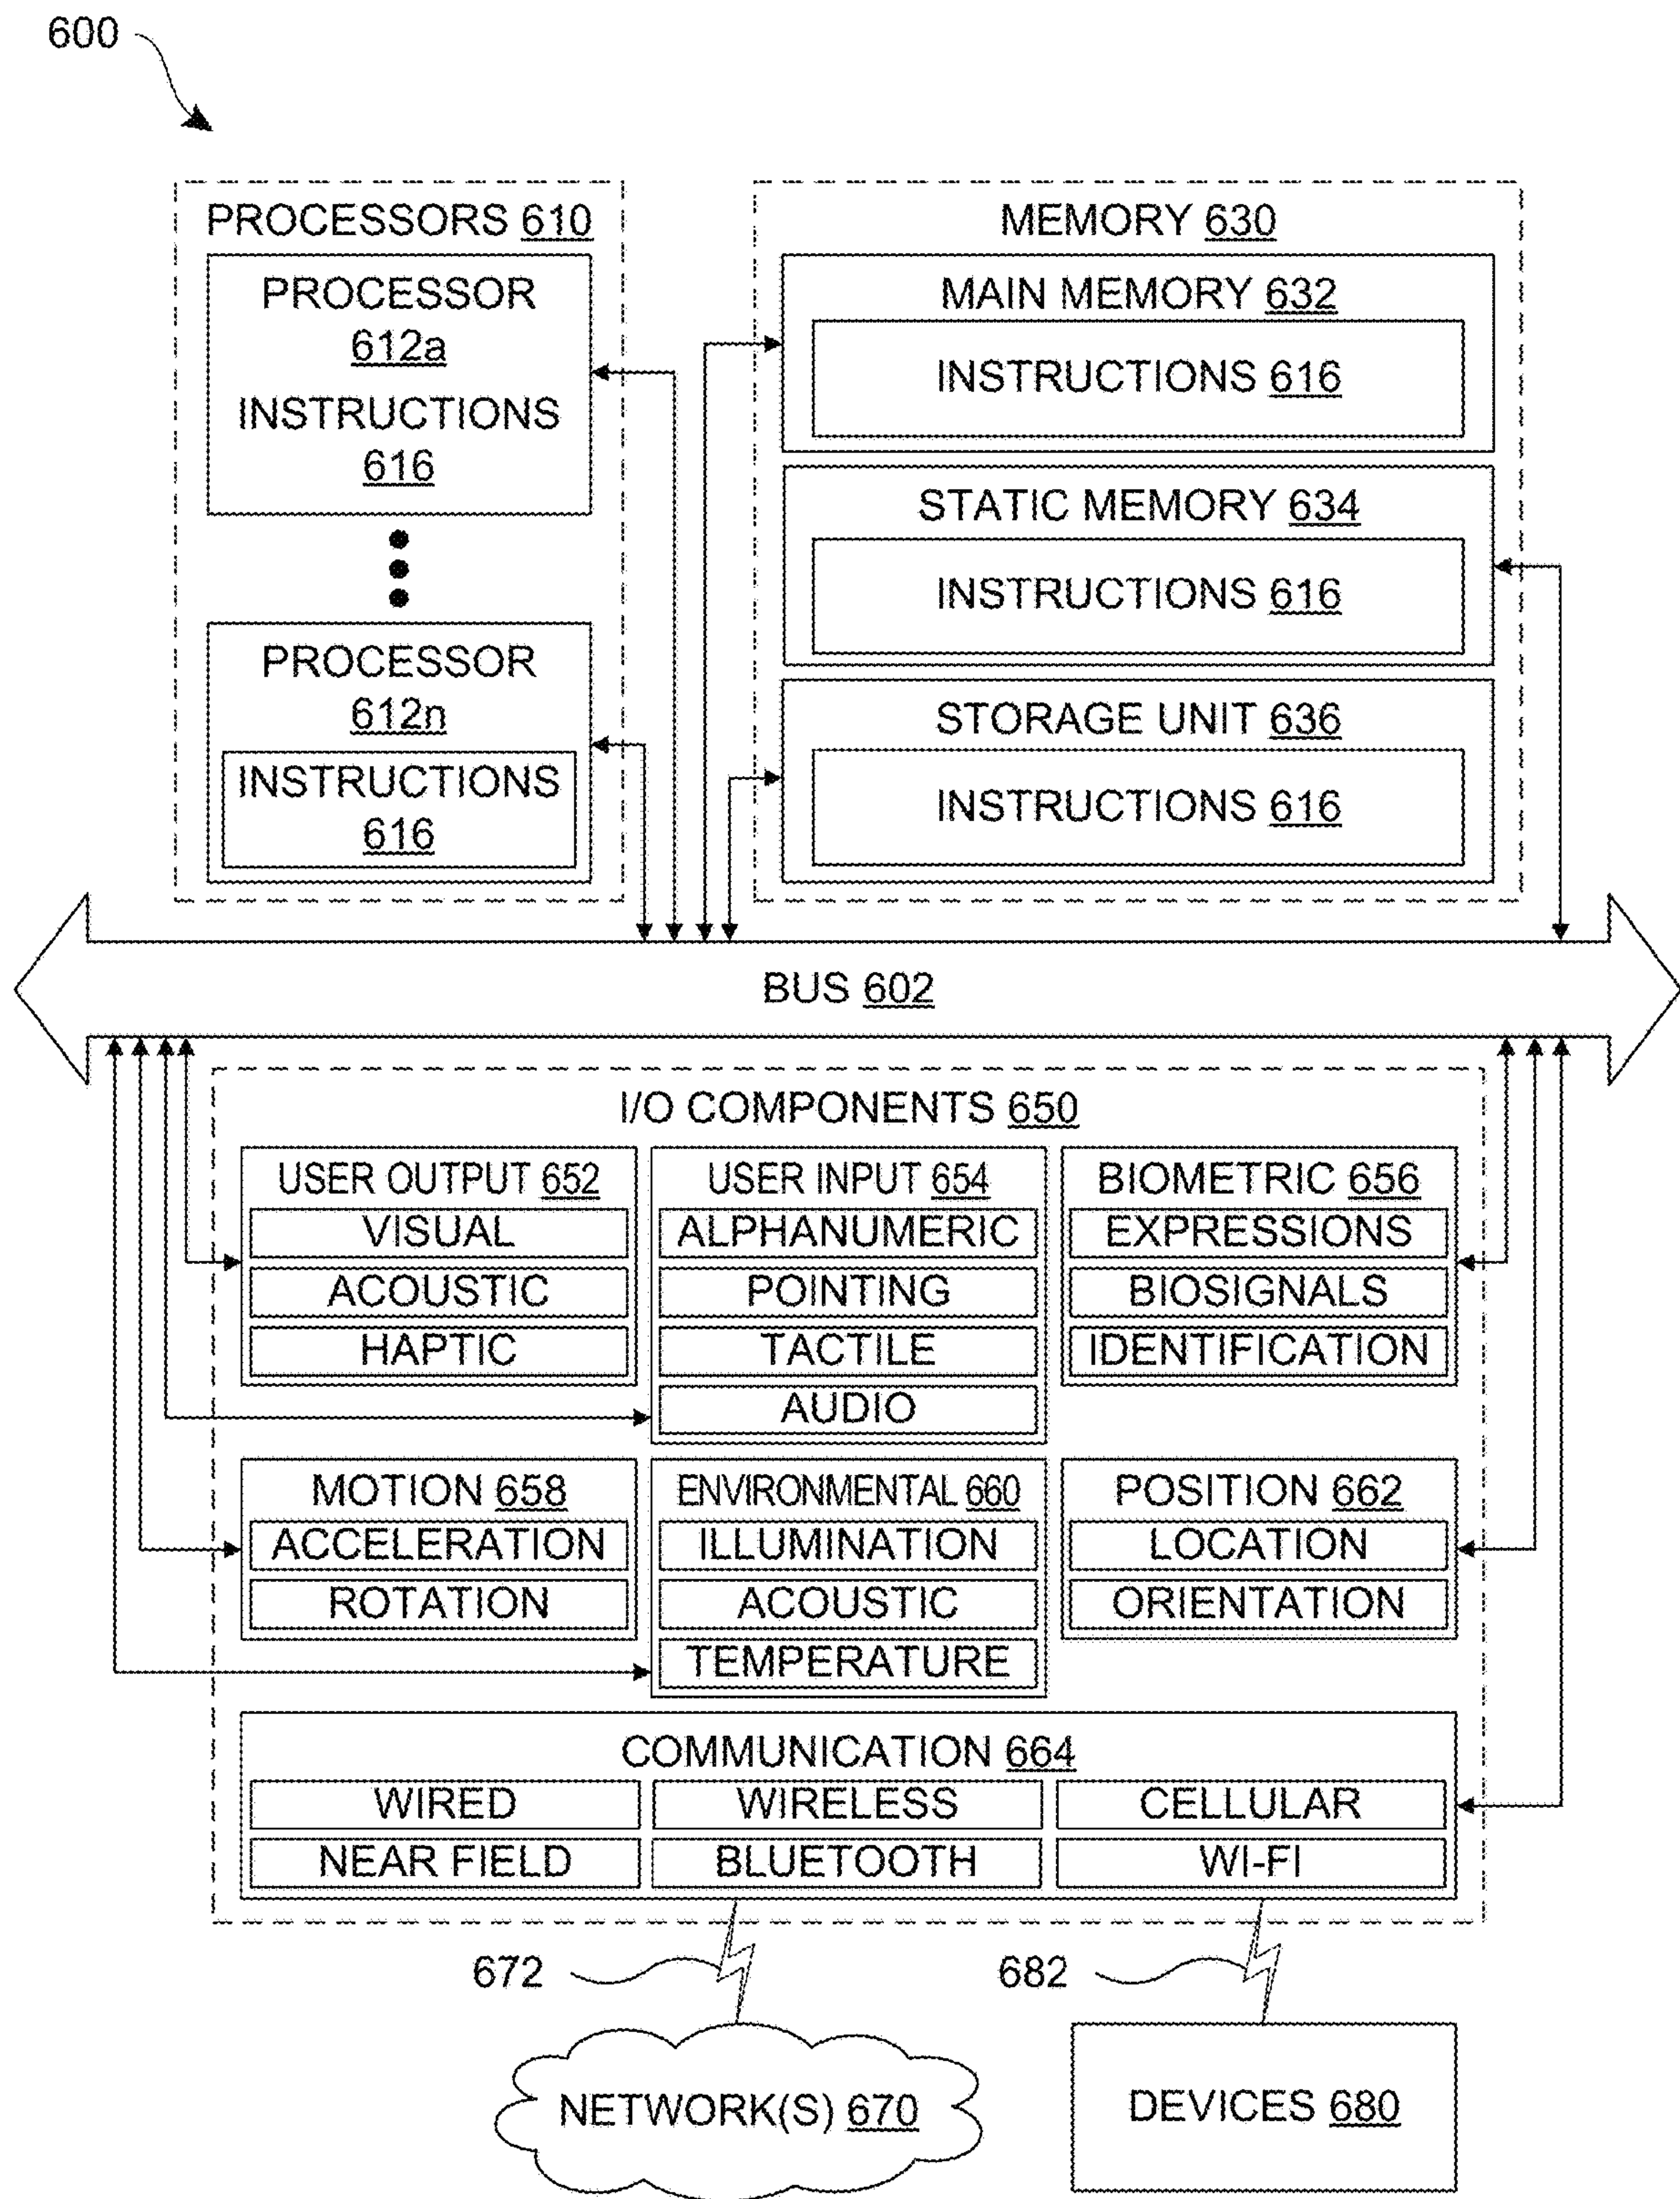 600
PROCESSORS 610
PROCESSOR
612a
INSTRUCTIONS
616
PROCESSOR
612n
INSTRUCTIONS
616
MEMORY 630
MAIN MEMORY 632
INSTRUCTIONS 616
STATIC MEMORY 634
INSTRUCTIONS 616
STORAGE UNIT 636
INSTRUCTIONS 616
BUS 602
I/O COMPONENTS 650
USER OUTPUT 652
VISUAL
ACOUSTIC
HAPTIC
USER INPUT 654
ALPHANUMERIC
POINTING
TACTILE
AUDIO
BIOMETRIC 656
EXPRESSIONS
BIOSIGNALS
IDENTIFICATION
MOTION 658
ACCELERATION
ROTATION
ENVIRONMENTAL 660
ILLUMINATION
ACOUSTIC
TEMPERATURE
POSITION 662
LOCATION
ORIENTATION
COMMUNICATION 664
WIRED
WIRELESS
CELLULAR
NEAR FIELD
BLUETOOTH
WI-FI
672
682
NETWORK(S) 670
DEVICES 680